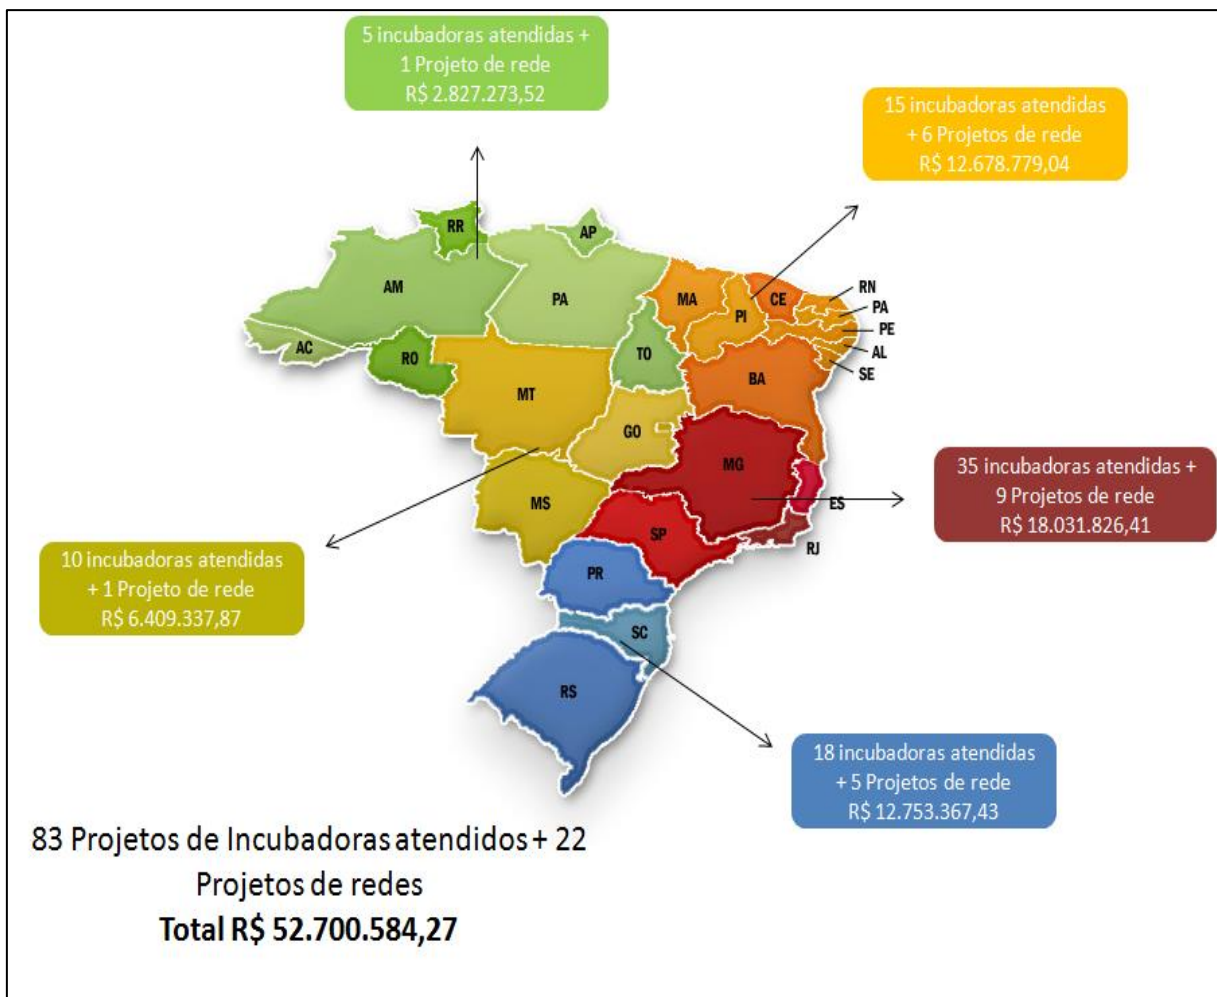 5 incubadoras atendidas +
1 Projeto de rede
R$ 2.827.273,52
15 incubadoras atendidas
+ 6 Projetos de rede
R$ 12.678.779,04
RR
AP
AM
PA
MA
PI
CE
RN
PA
PE
AL
SE
AC
RO
TO
BA
MT
GO
MG
35 incubadoras atendidas +
9 Projetos de rede
R$ 18.031.826,41
MS
ES
SP
RJ
10 incubadoras atendidas
+ 1 Projeto de rede
R$ 6.409.337,87
PR
SC
RS
18 incubadoras atendidas
+ 5 Projetos de rede
R$ 12.753.367,43
83 Projetos de Incubadoras atendidos + 22
Projetos de redes
Total R$ 52.700.584,27